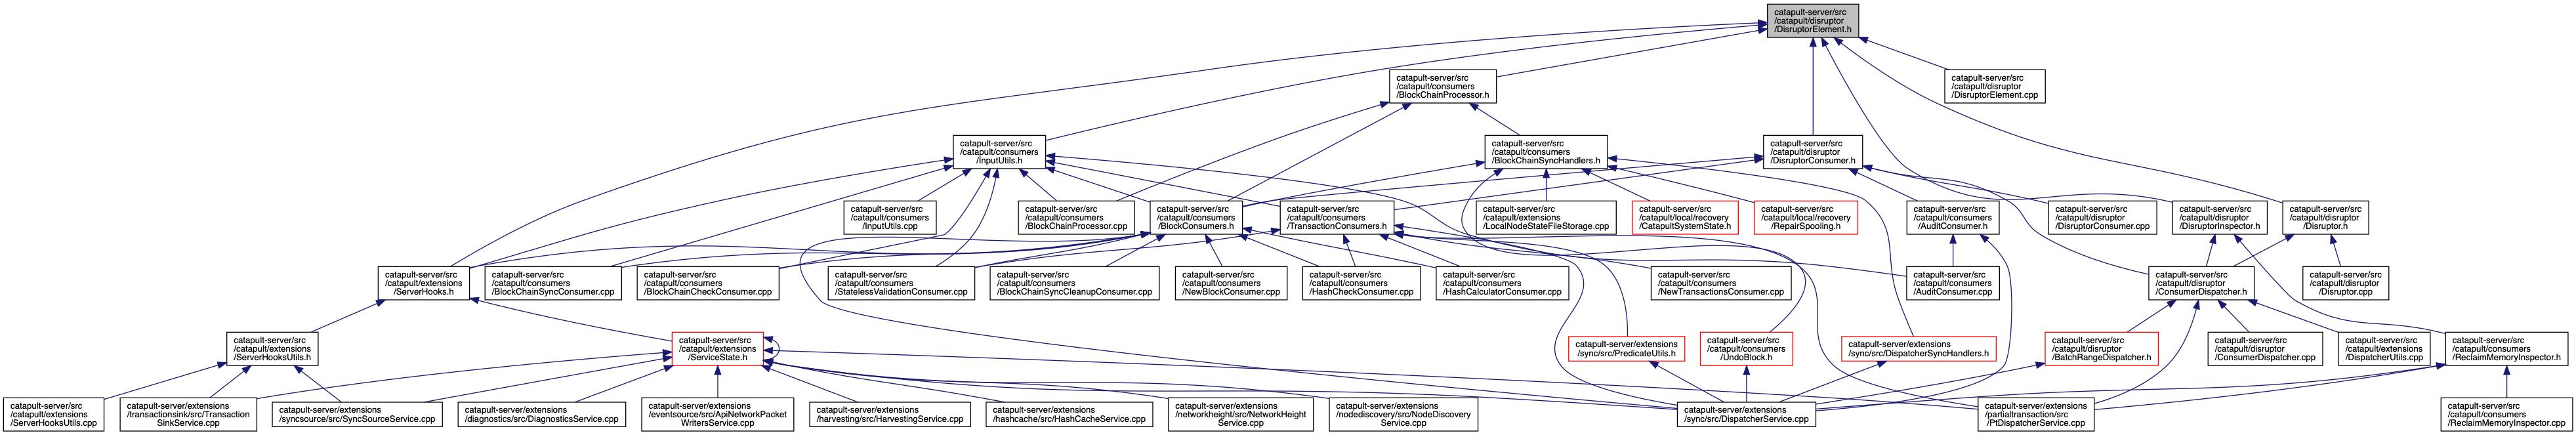 catapult-server/src
/catapult/disruptor
/DisruptorElement.h
catapult-server/src
/catapult/consumers
/BlockChainProcessor.h
catapult-server/src
/catapult/disruptor
/DisruptorElement.cpp
catapult-server/src
/catapult/consumers
/InputUtils.h
catapult-server/src
/catapult/consumers
/BlockChainSyncHandlers.h
catapult-server/src
/catapult/disruptor
/DisruptorConsumer.h
catapult-server/src
/catapult/consumers
/InputUtils.cpp
catapult-server/src
/catapult/consumers
/BlockChainProcessor.cpp
catapult-server/src
/catapult/consumers
/BlockConsumers.h
catapult-server/src
/catapult/consumers
/TransactionConsumers.h
catapult-server/src
/catapult/extensions
/LocalNodeStateFileStorage.cpp
catapult-server/src
/catapult/local/recovery
/CatapultSystemState.h
catapult-server/src
/catapult/local/recovery
/RepairSpooling.h
catapult-server/src
/catapult/consumers
/AuditConsumer.h
catapult-server/src
/catapult/disruptor
/DisruptorConsumer.cpp
catapult-server/src
/catapult/disruptor
/DisruptorInspector.h
catapult-server/src
/catapult/disruptor
/Disruptor.h
catapult-server/src
/catapult/extensions
/ServerHooks.h
catapult-server/src
/catapult/consumers
/BlockChainSyncConsumer.cpp
catapult-server/src
/catapult/consumers
/BlockChainCheckConsumer.cpp
catapult-server/src
/catapult/consumers
/StatelessValidationConsumer.cpp
catapult-server/src
/catapult/consumers
/BlockChainSyncCleanupConsumer.cpp
catapult-server/src
/catapult/consumers
/NewBlockConsumer.cpp
catapult-server/src
/catapult/consumers
/HashCheckConsumer.cpp
catapult-server/src
/catapult/consumers
/HashCalculatorConsumer.cpp
catapult-server/src
/catapult/consumers
/NewTransactionsConsumer.cpp
catapult-server/src
/catapult/consumers
/AuditConsumer.cpp
catapult-server/src
/catapult/disruptor
/ConsumerDispatcher.h
catapult-server/src
/catapult/disruptor
/Disruptor.cpp
catapult-server/src
/catapult/extensions
/ServerHooksUtils.h
catapult-server/src
/catapult/extensions
/ServiceState.h
catapult-server/extensions
/sync/src/PredicateUtils.h
catapult-server/src
/catapult/consumers
/UndoBlock.h
catapult-server/extensions
/sync/src/DispatcherSyncHandlers.h
catapult-server/src
/catapult/disruptor
/BatchRangeDispatcher.h
catapult-server/src
/catapult/disruptor
/ConsumerDispatcher.cpp
catapult-server/src
/catapult/extensions
/DispatcherUtils.cpp
catapult-server/src
/catapult/consumers
/ReclaimMemoryInspector.h
catapult-server/src
/catapult/extensions
/ServerHooksUtils.cpp
catapult-server/extensions
/transactionsink/src/Transaction
SinkService.cpp
catapult-server/extensions
/syncsource/src/SyncSourceService.cpp
catapult-server/extensions
/diagnostics/src/DiagnosticsService.cpp
catapult-server/extensions
/eventsource/src/ApiNetworkPacket
WritersService.cpp
catapult-server/extensions
/harvesting/src/HarvestingService.cpp
catapult-server/extensions
/hashcache/src/HashCacheService.cpp
catapult-server/extensions
/networkheight/src/NetworkHeight
Service.cpp
catapult-server/extensions
/nodediscovery/src/NodeDiscovery
Service.cpp
catapult-server/extensions
/sync/src/DispatcherService.cpp
catapult-server/extensions
/partialtransaction/src
/PtDispatcherService.cpp
catapult-server/src
/catapult/consumers
/ReclaimMemoryInspector.cpp